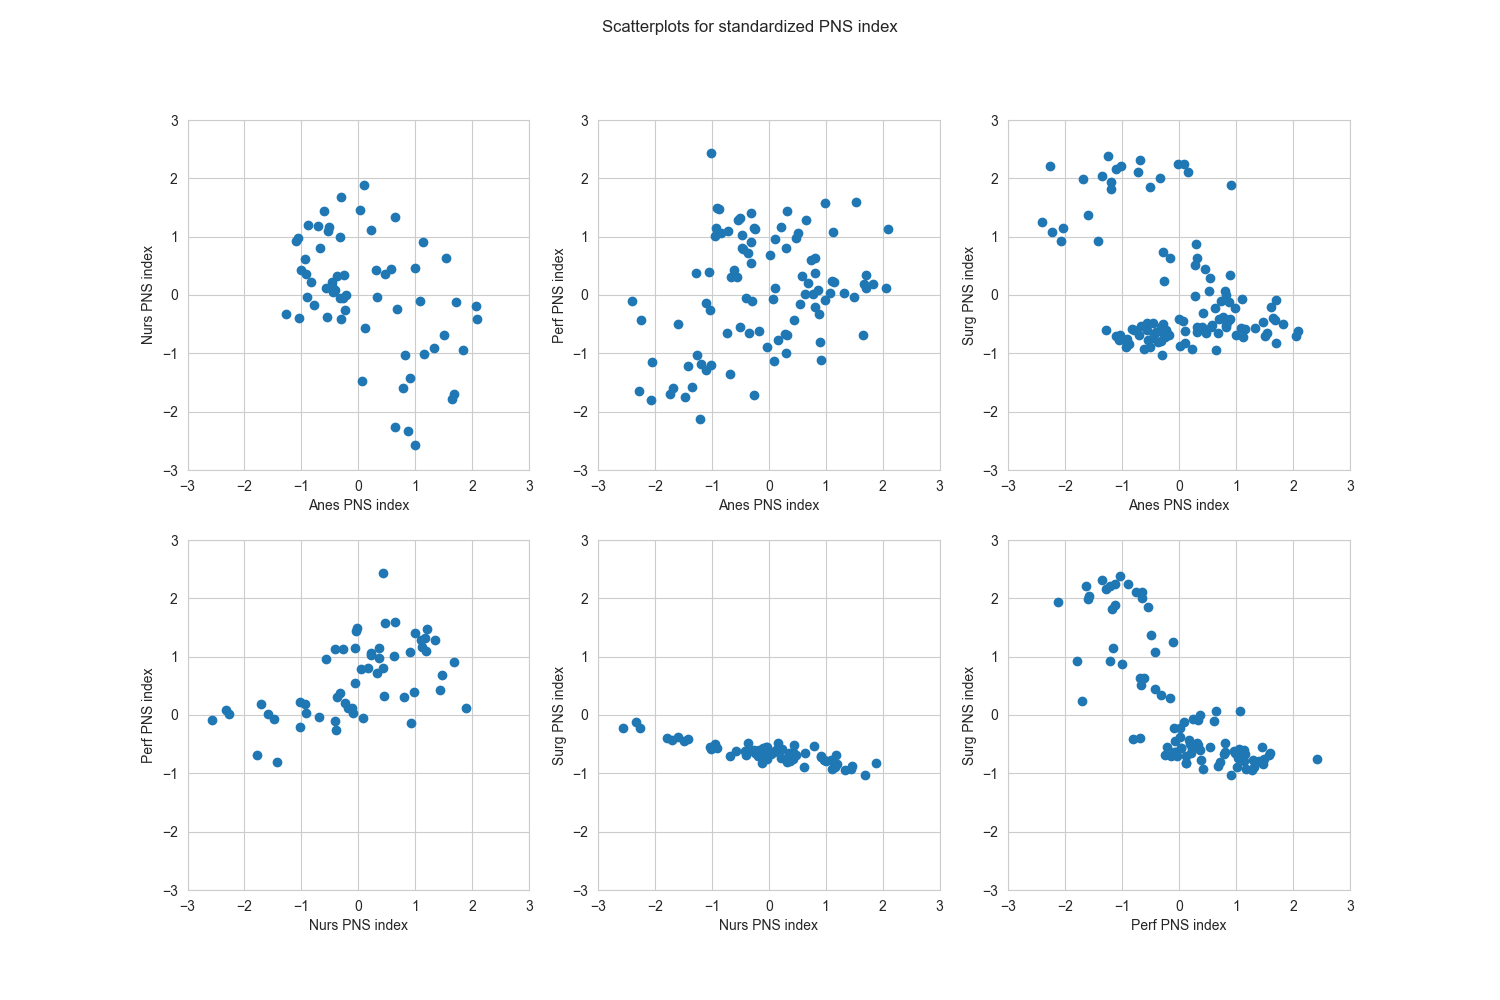 Scatterplots for standardized PNS index
3 3 3
2 2 2
1 1 1
0 0 0
−1 −1 −1
−2 −2 −2
−3 −3 −3
Nurs PNS index
Perf PNS index
Surg PNS index
−3 −2 −1 0 1 2 3
−3 −2 −1 0 1 2 3
−3 −2 −1 0 1 2 3
Anes PNS index
Anes PNS index
Anes PNS index
3 3 3
2 2 2
1 1 1
0 0 0
−1 −1 −1
−2 −2 −2
−3 −3 −3
Perf PNS index
Surg PNS index
Surg PNS index
−3 −2 −1 0 1 2 3
−3 −2 −1 0 1 2 3
−3 −2 −1 0 1 2 3
Nurs PNS index
Nurs PNS index
Perf PNS index